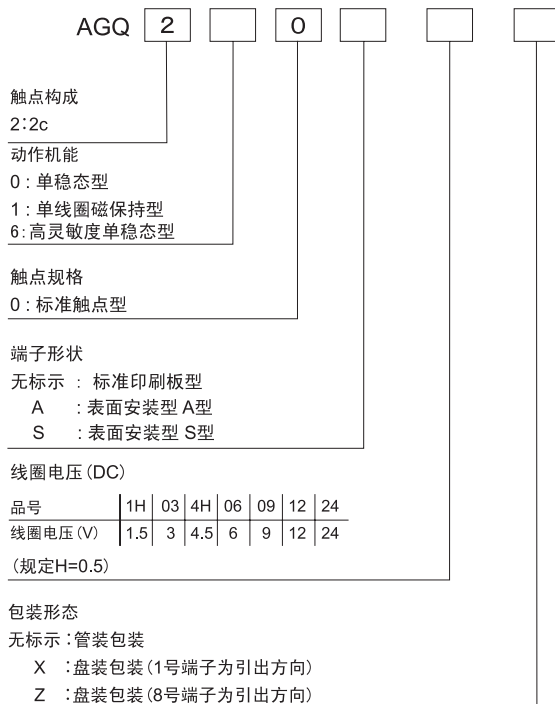 AGQ 2 0
触点构成
2:2c
动作机能
0：单稳态型
1：单线圈磁保持型
6：高灵敏度单稳态型
触点规格
0：标准触点型
端子形状
无标示 ： 标准印刷板型
A ：表面安装型 A型
S ：表面安装型 S型
线圈电压(DC)
品号 1H 03 4H 06 09 12 24
线圈电压(V) 1.5 3 4.5 6 9 12 24
(规定H=0.5)
包装形态
无标示：管装包装
X ：盘装包装(1号端子为引出方向)
Z ：盘装包装(8号端子为引出方向)